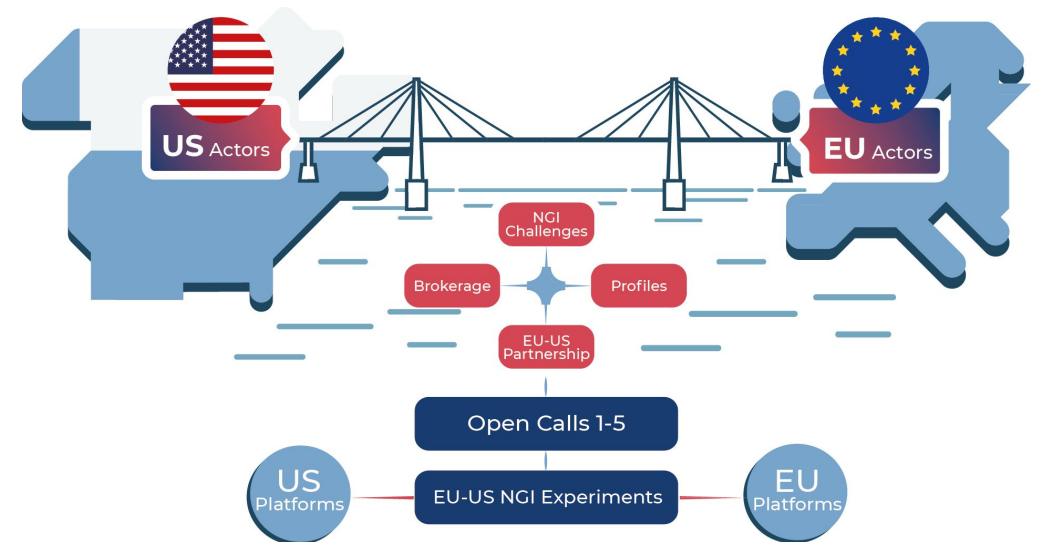 US Actors
EU Actors
NGI
Challenges
Brokerage
Profiles
EU-US
Partnership
Open Calls 1-5
US
Platforms
EU-US NGI Experiments
EU
Platforms